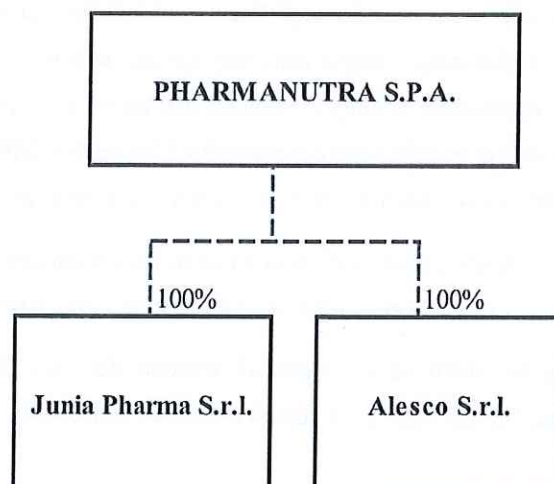 PHARMANUTRA S.P.A.
100%
100%
Junia Pharma S.r.l.
Alesco S.r.l.